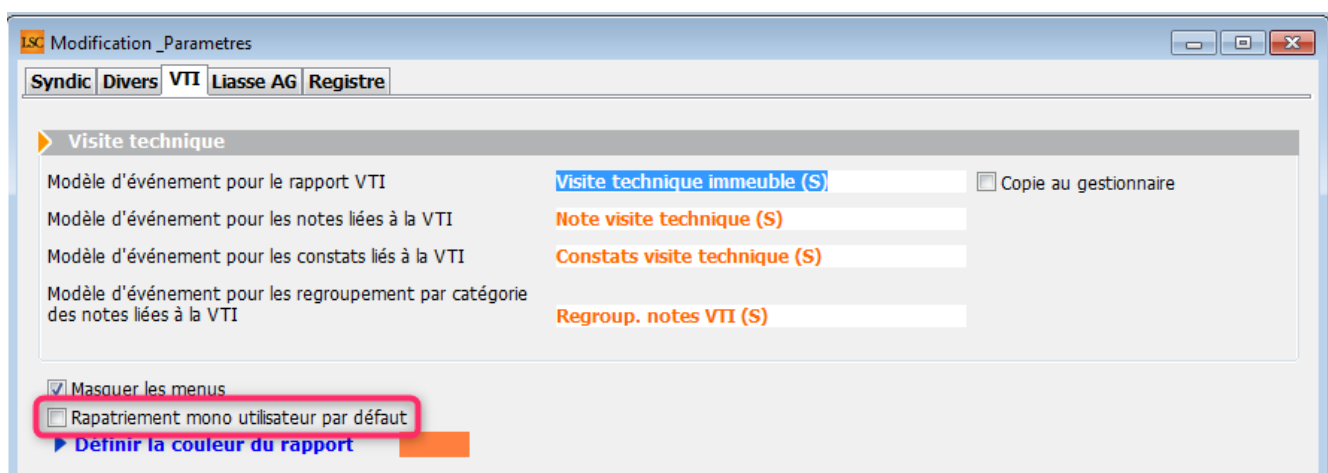 LSC Modification _Parametres
Syndic Divers VTI Liasse AG Registre
Visite technique
Modèle d'événement pour le rapport VTI Visite technique immeuble (S) Copie au gestionnaire
Modèle d'événement pour les notes liées à la VTI Note visite technique (S)
Modèle d'événement pour les constats liés à la VTI Constats visite technique (S)
Modèle d'événement pour les regroupement par catégorie
des notes liées à la VTI Regroup. notes VTI (S)
Masquer les menus
Rapatriement mono utilisateur par défaut
Définir la couleur du rapport